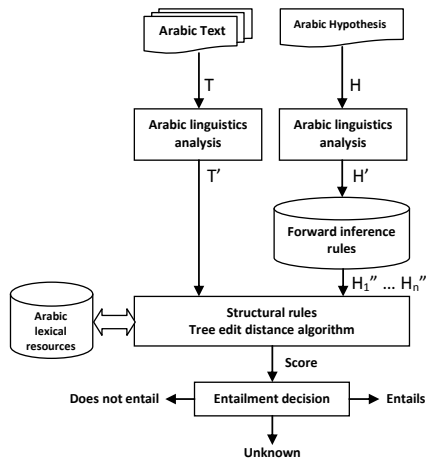 Arabic Text
Arabic Hypothesis
T
H
Arabic linguistics
analysis
Arabic linguistics
analysis
T'
H'
Forward inference
rules
H₁" ... Hₙ"
Arabic
lexical
resources
Structural rules
Tree edit distance algorithm
Score
Does not entail
Entailment decision
Entails
Unknown